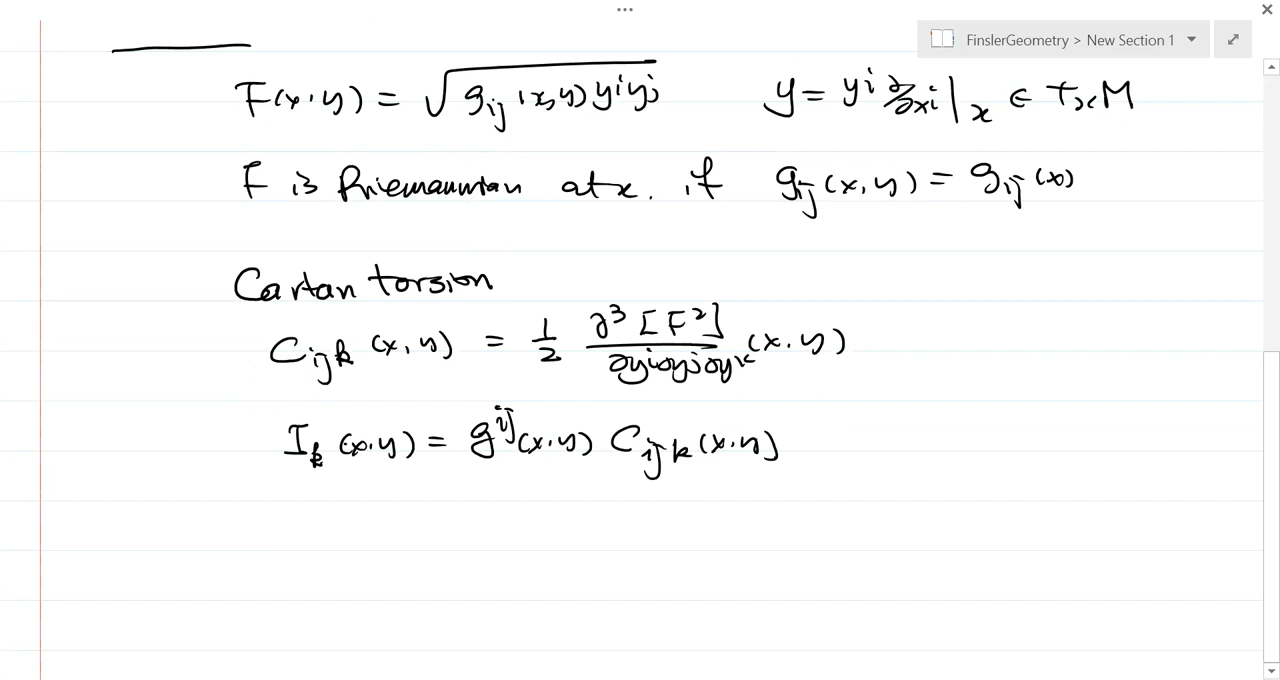 FinslerGeometry > New Section 1
F(x,y) = √(g_ij(x,y) y^i y^j)    y = y^i ∂/∂x^i |_x ∈ T_xM
F is Riemannian at x. if g_ij(x,y) = g_ij(x)
Cartan torsion
C_ijk (x,y) = 1/2 ∂³[F²]/∂y^i∂y^j∂y^k (x,y)
I_k (x,y) = g^ij(x,y) C_ijk(x,y)